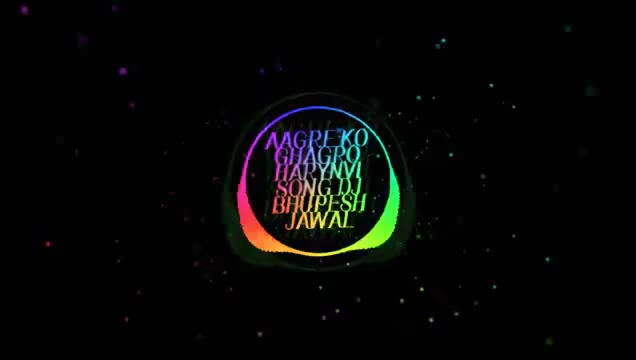 AAGRE KO
GHAGRO
HARYNVI
SONG DJ
BHUPESH
JAWAL